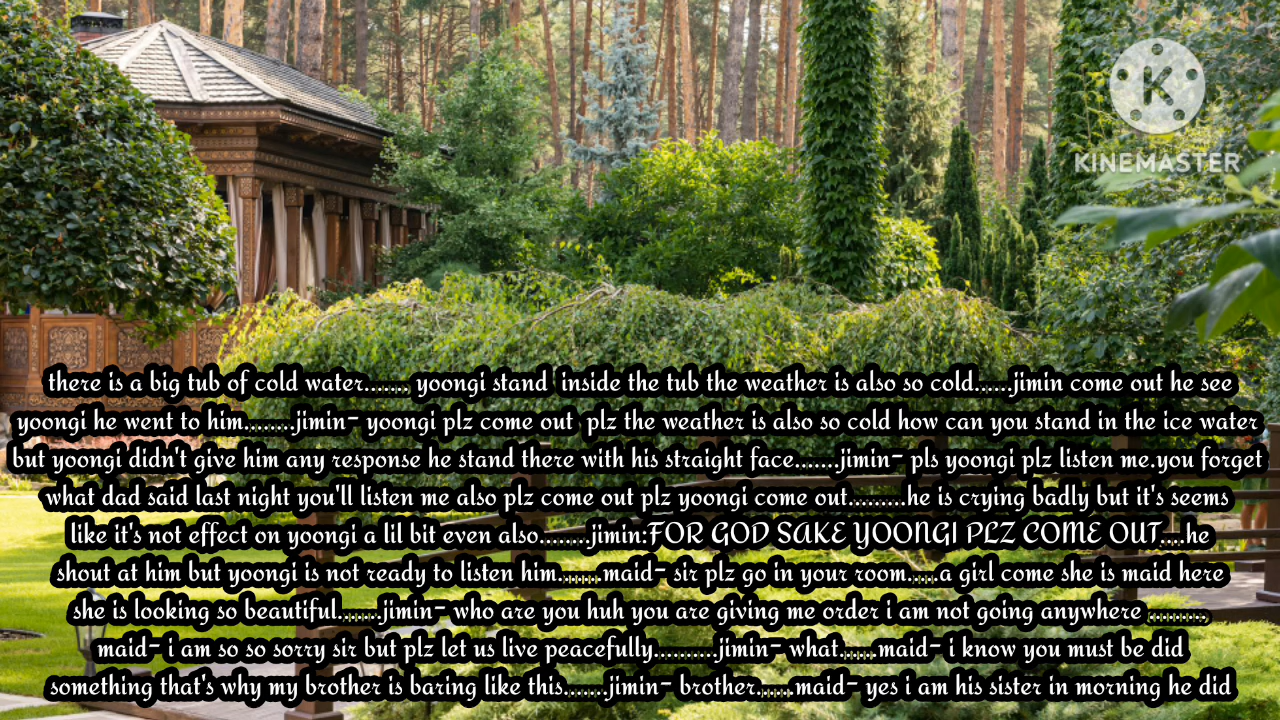 K
KINEMASTER
there is a big tub of cold water........, yoongi stand  inside the tub the weather is also so cold......jimin come out he see
yoongi he went to him.........jimin- yoongi plz come out  plz the weather is also so cold how can you stand in the ice water
but yoongi didn't give him any response he stand there with his straight face.......jimin- pls yoongi plz listen me.you forget
what dad said last night you'll listen me also plz come out plz yoongi come out.........he is crying badly but it's seems
like it's not effect on yoongi a lil bit even also........jimin:FOR GOD SAKE YOONGI PLZ COME OUT.....he
shout at him but yoongi is not ready to listen him.......maid- sir plz go in your room.....a girl come she is maid here
she is looking so beautiful.......jimin- who are you huh you are giving me order i am not going anywhere ..........
maid- i am so so sorry sir but plz let us live peacefully..........jimin- what......maid- i know you must be did
something that's why my brother is baring like this.......jimin- brother......maid- yes i am his sister in morning he did